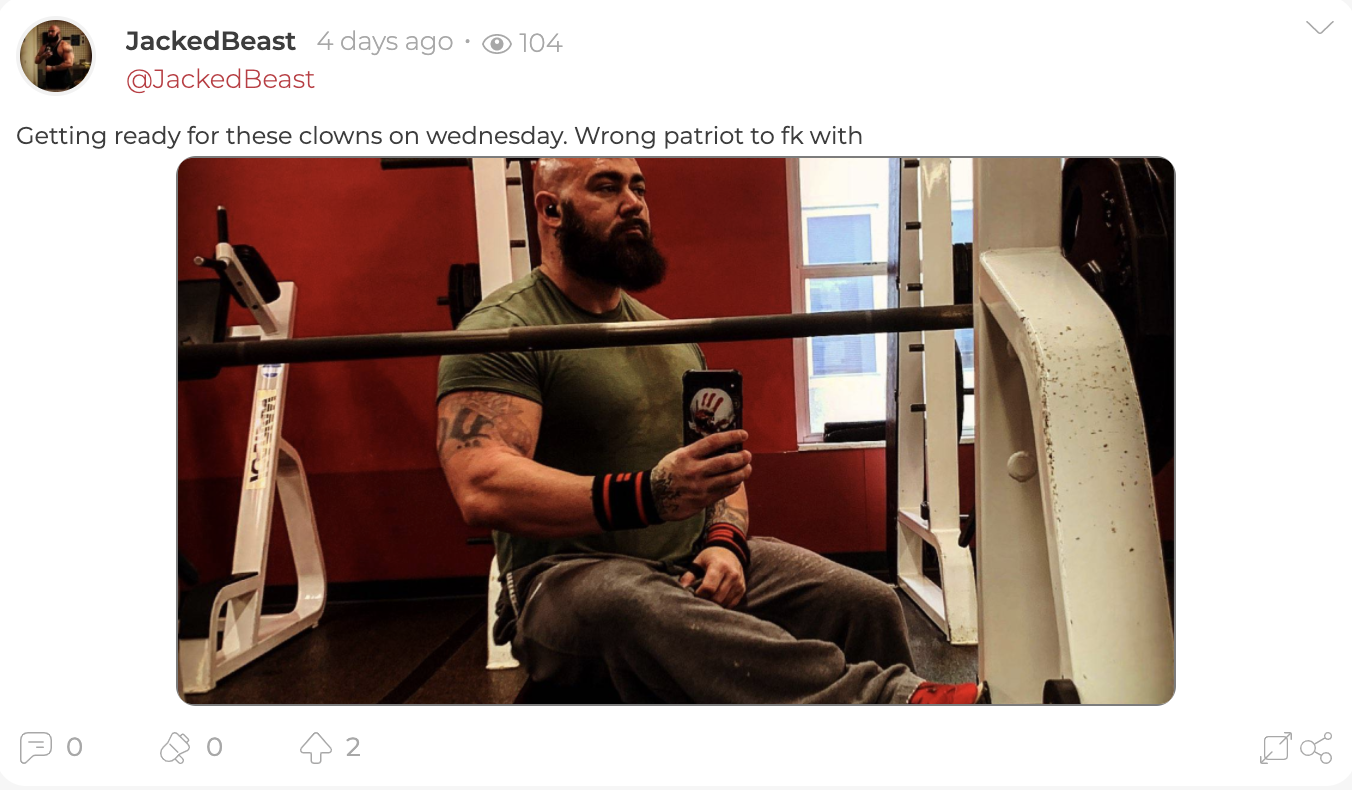 JackedBeast 4 days ago · 104
@JackedBeast
Getting ready for these clowns on wednesday. Wrong patriot to fk with
0 0 2